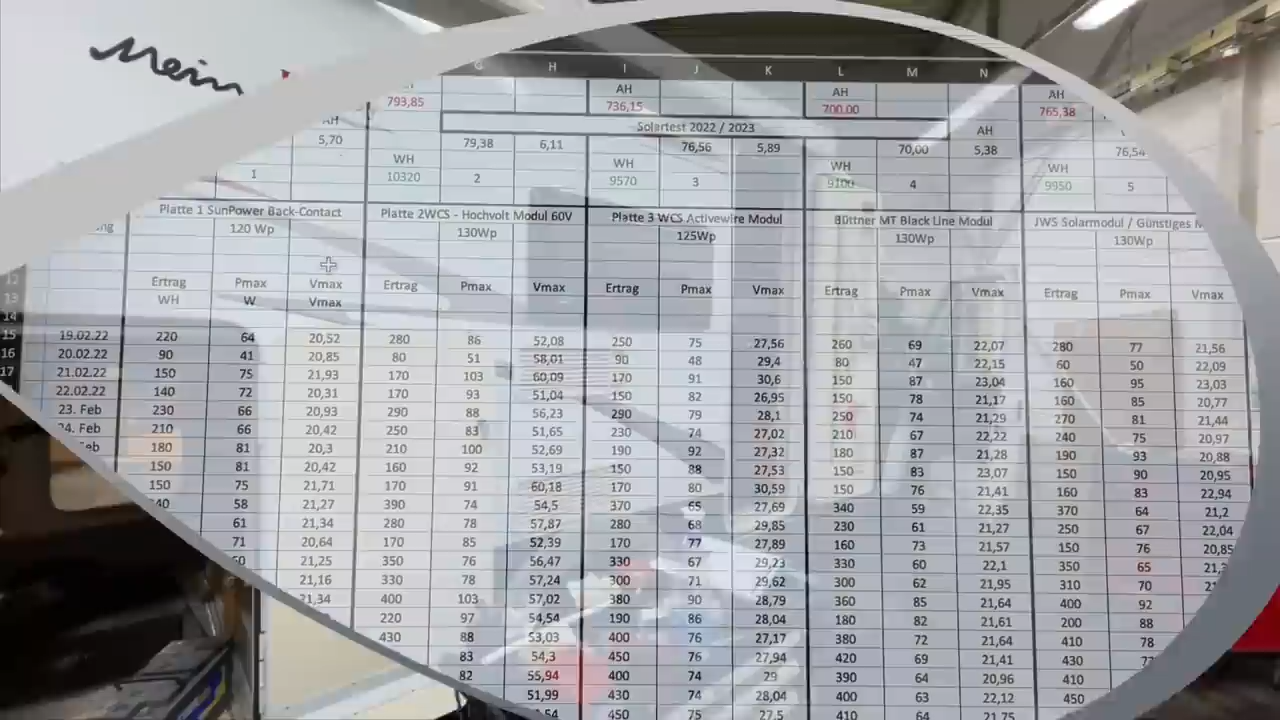 Mein
G H I J K L M N
AH AH AH
793,85 736,15 700,00 765,38
Solartest 2022 / 2023
AH AH
5,70 79,38 6,11 76,56 5,89 70,00 5,38 76,54
WH WH WH WH
1 10320 2 9570 3 9100 4 9950 5
Platte 1 SunPower Back-Contact Platte 2WCS - Hochvolt Modul 60V Platte 3 WCS Activewire Modul Büttner MT Black Line Modul JWS Solarmodul / Günstiges
120 Wp 130Wp 125Wp 130Wp 130Wp
12 Ertrag Pmax Vmax Ertrag Pmax Vmax Ertrag Pmax Vmax Ertrag Pmax Vmax Ertrag Pmax Vmax
13 WH W Vmax
14
15 19.02.22 220 64 20,52 280 86 52,08 250 75 27,56 260 69 22,07 280 77 21,56
16 20.02.22 90 41 20,85 80 51 58,01 90 48 29,4 80 47 22,15 60 50 22,09
17 21.02.22 150 75 21,93 170 103 60,09 170 91 30,6 150 87 23,04 160 95 23,03
22.02.22 140 72 20,31 170 93 51,04 150 82 26,95 150 78 21,17 160 85 20,77
23. Feb 230 66 20,93 290 88 56,23 290 79 28,1 250 74 21,29 270 81 21,44
24. Feb 210 66 20,42 250 83 51,65 230 74 27,02 210 67 22,22 240 75 20,97
Feb 180 81 20,3 210 100 52,69 190 92 27,32 180 87 21,28 190 93 20,88
150 81 20,42 160 92 53,19 150 88 27,53 150 83 23,07 150 90 20,95
150 75 21,71 170 91 60,18 170 80 30,59 150 76 21,41 160 83 22,94
40 58 21,27 390 74 54,5 370 65 27,69 340 59 22,35 370 64 21,2
61 21,34 280 78 57,87 280 68 29,85 230 61 21,27 250 67 22,04
71 20,64 170 85 52,39 170 77 27,89 160 73 21,57 150 76 20,85
21,25 350 76 56,47 330 67 29,23 330 60 22,1 350 65
21,16 330 78 57,24 300 71 29,62 300 62 21,95 310 70
21,34 400 103 57,02 380 90 28,79 360 85 21,64 400 92
220 97 54,54 190 86 28,04 180 82 21,61 200 88
430 88 53,03 400 76 27,17 380 72 21,64 410 78
83 54,3 450 76 27,94 420 69 21,41 430
82 55,94 400 74 29 390 64 20,96 410
51,99 430 74 28,04 400 63 22,12 450
450 75 27,5 410 64 21,75